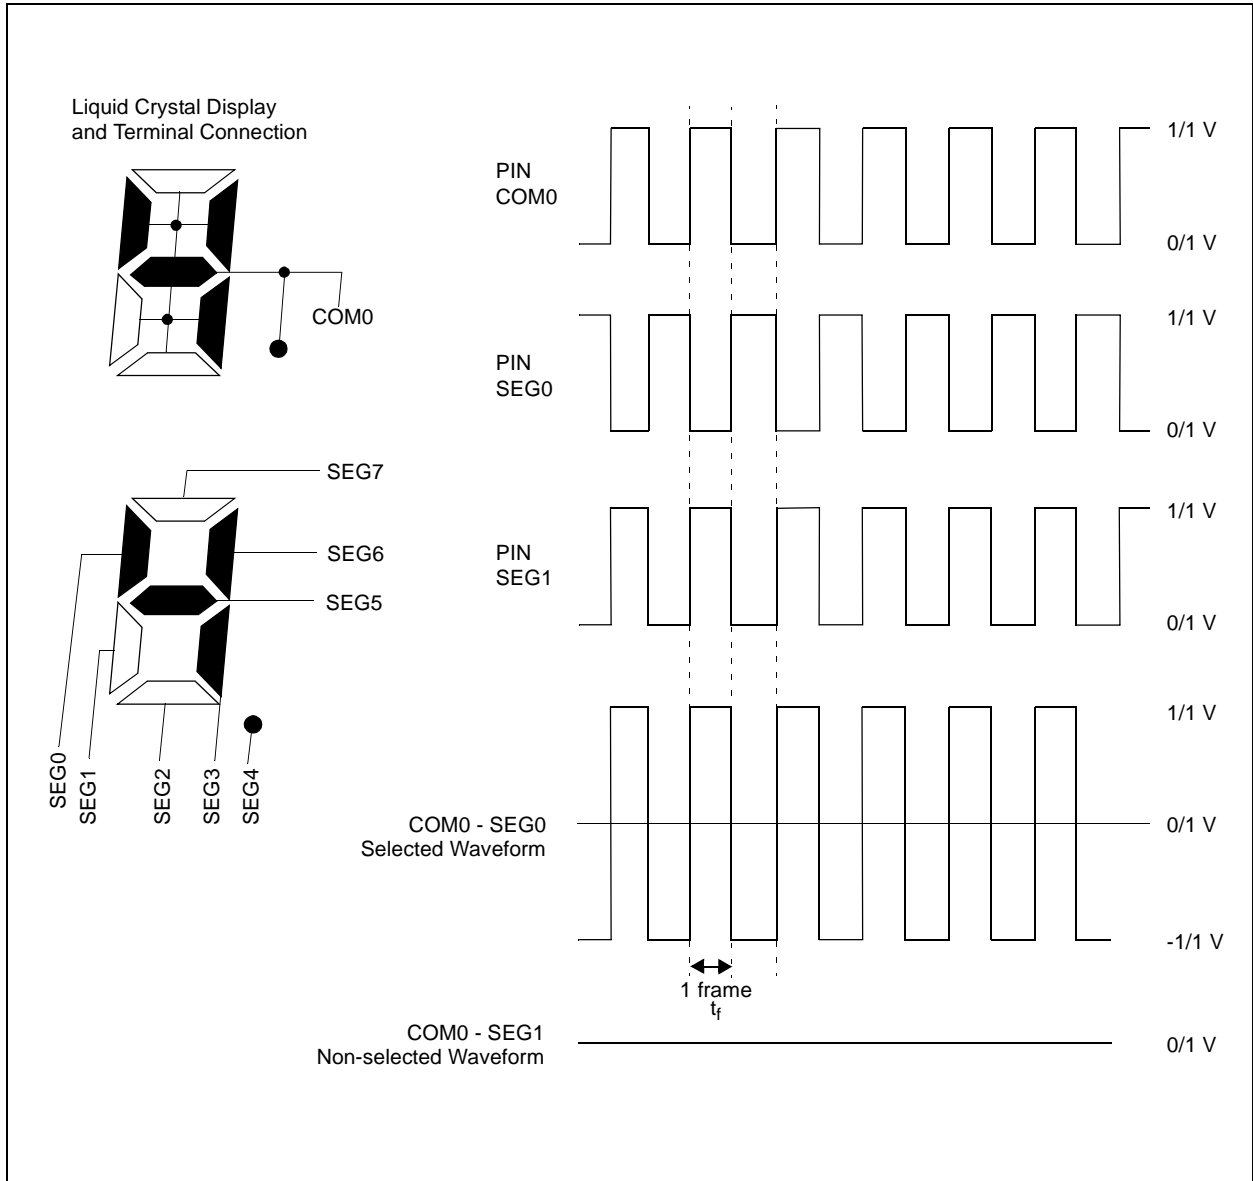 Liquid Crystal Display
and Terminal Connection
COM0
PIN
COM0
1/1 V
0/1 V
PIN
SEG0
1/1 V
0/1 V
SEG7
SEG6
SEG5
SEG0
SEG1
SEG2
SEG3
SEG4
PIN
SEG1
1/1 V
0/1 V
COM0 - SEG0
Selected Waveform
1/1 V
0/1 V
-1/1 V
1 frame
tf
COM0 - SEG1
Non-selected Waveform
0/1 V